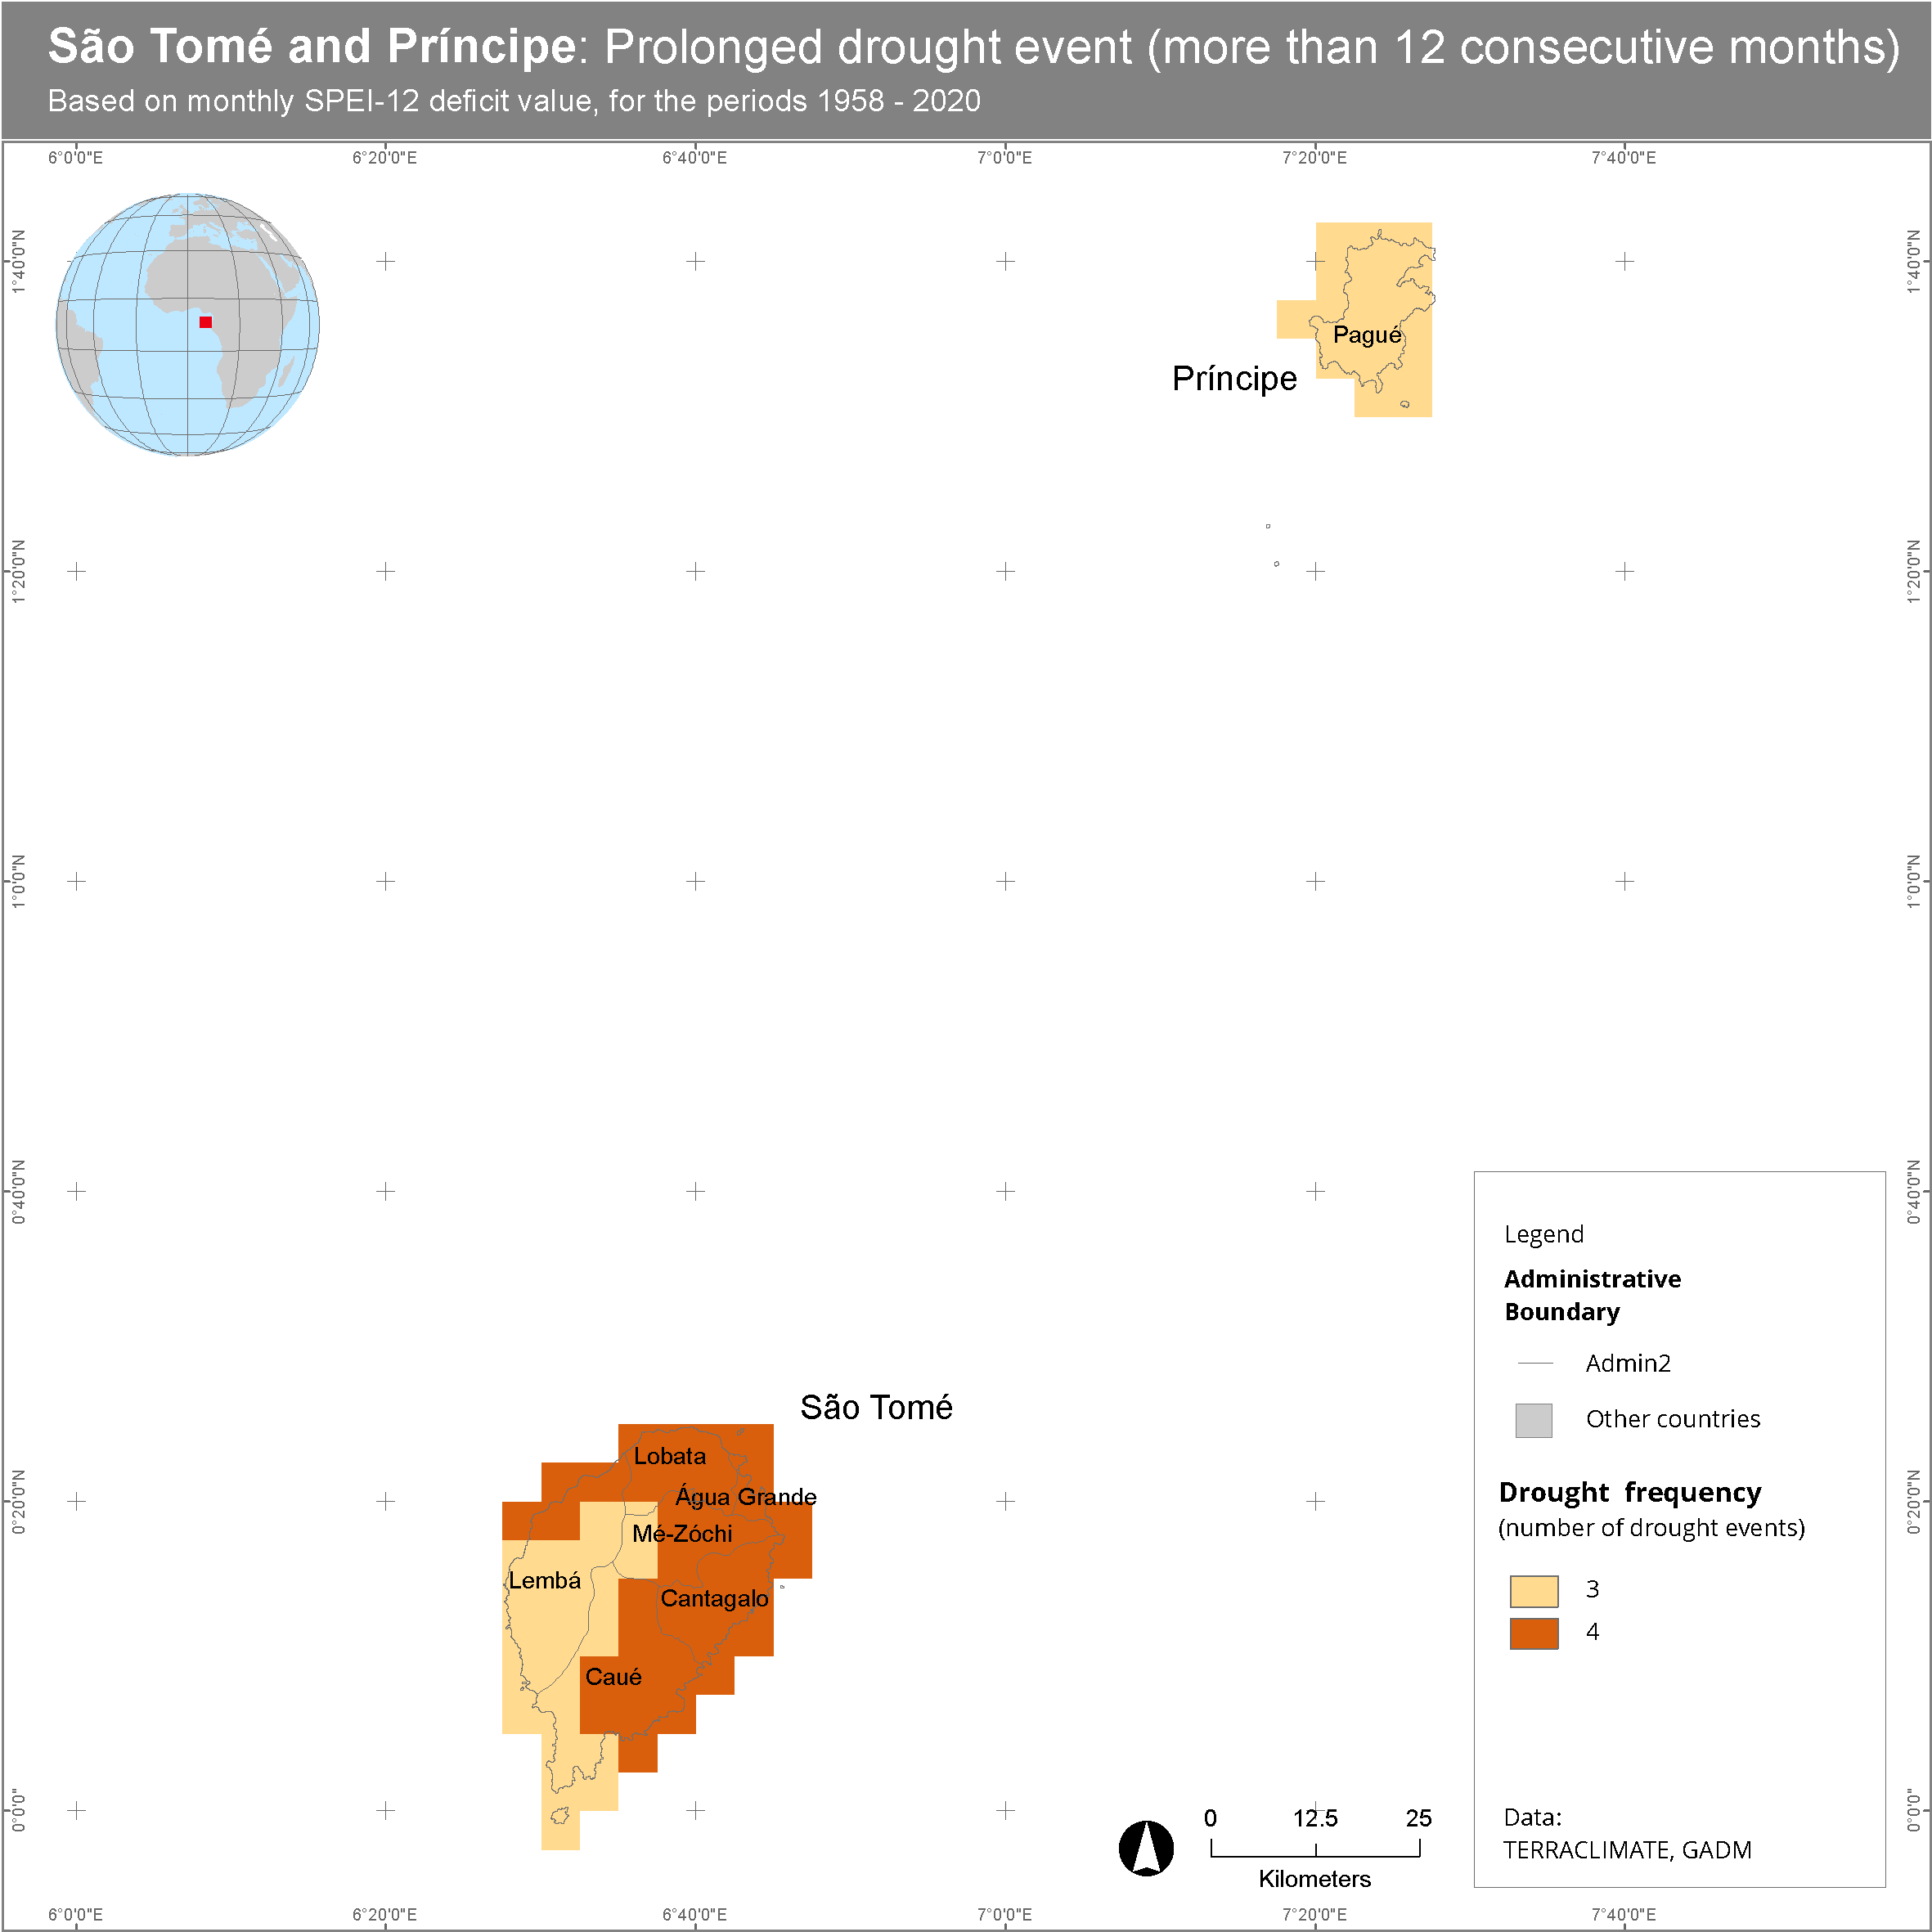 São Tomé and Príncipe: Prolonged drought event (more than 12 consecutive months)
Based on monthly SPEI-12 deficit value, for the periods 1958 - 2020
6°0'0"E 6°20'0"E 6°40'0"E 7°0'0"E 7°20'0"E 7°40'0"E
1°40'0"N 1°40'0"N
Pagué
Príncipe
1°20'0"N 1°20'0"N
1°0'0"N 1°0'0"N
0°40'0"N 0°40'0"N
São Tomé
Lobata
Água Grande
0°20'0"N 0°20'0"N
Mé-Zóchi
Lembá
Cantagalo
Caué
0°0'0" 0°0'0"
0 12.5 25
Kilometers
Legend
Administrative
Boundary
Admin2
Other countries
Drought frequency
(number of drought events)
3
4
Data:
TERRACLIMATE, GADM
6°0'0"E 6°20'0"E 6°40'0"E 7°0'0"E 7°20'0"E 7°40'0"E